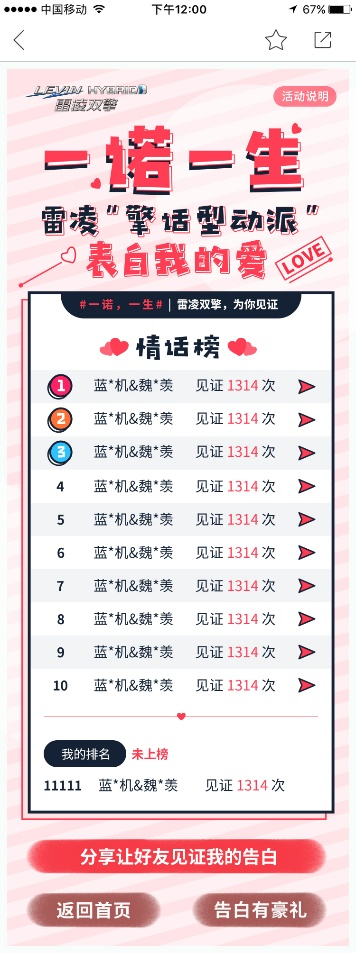 中国移动
下午12:00
67%
LEVIN HYBRID
雷凌双擎
活动说明
一诺一生
雷凌"擎话型动派"
表白我的爱
LOVE
#一诺，一生# | 雷凌双擎，为你见证
情话榜
1 蓝*机&魏*羡 见证 1314 次
2 蓝*机&魏*羡 见证 1314 次
3 蓝*机&魏*羡 见证 1314 次
4 蓝*机&魏*羡 见证 1314 次
5 蓝*机&魏*羡 见证 1314 次
6 蓝*机&魏*羡 见证 1314 次
7 蓝*机&魏*羡 见证 1314 次
8 蓝*机&魏*羡 见证 1314 次
9 蓝*机&魏*羡 见证 1314 次
10 蓝*机&魏*羡 见证 1314 次
我的排名 未上榜
11111 蓝*机&魏*羡 见证 1314 次
分享让好友见证我的告白
返回首页 告白有豪礼